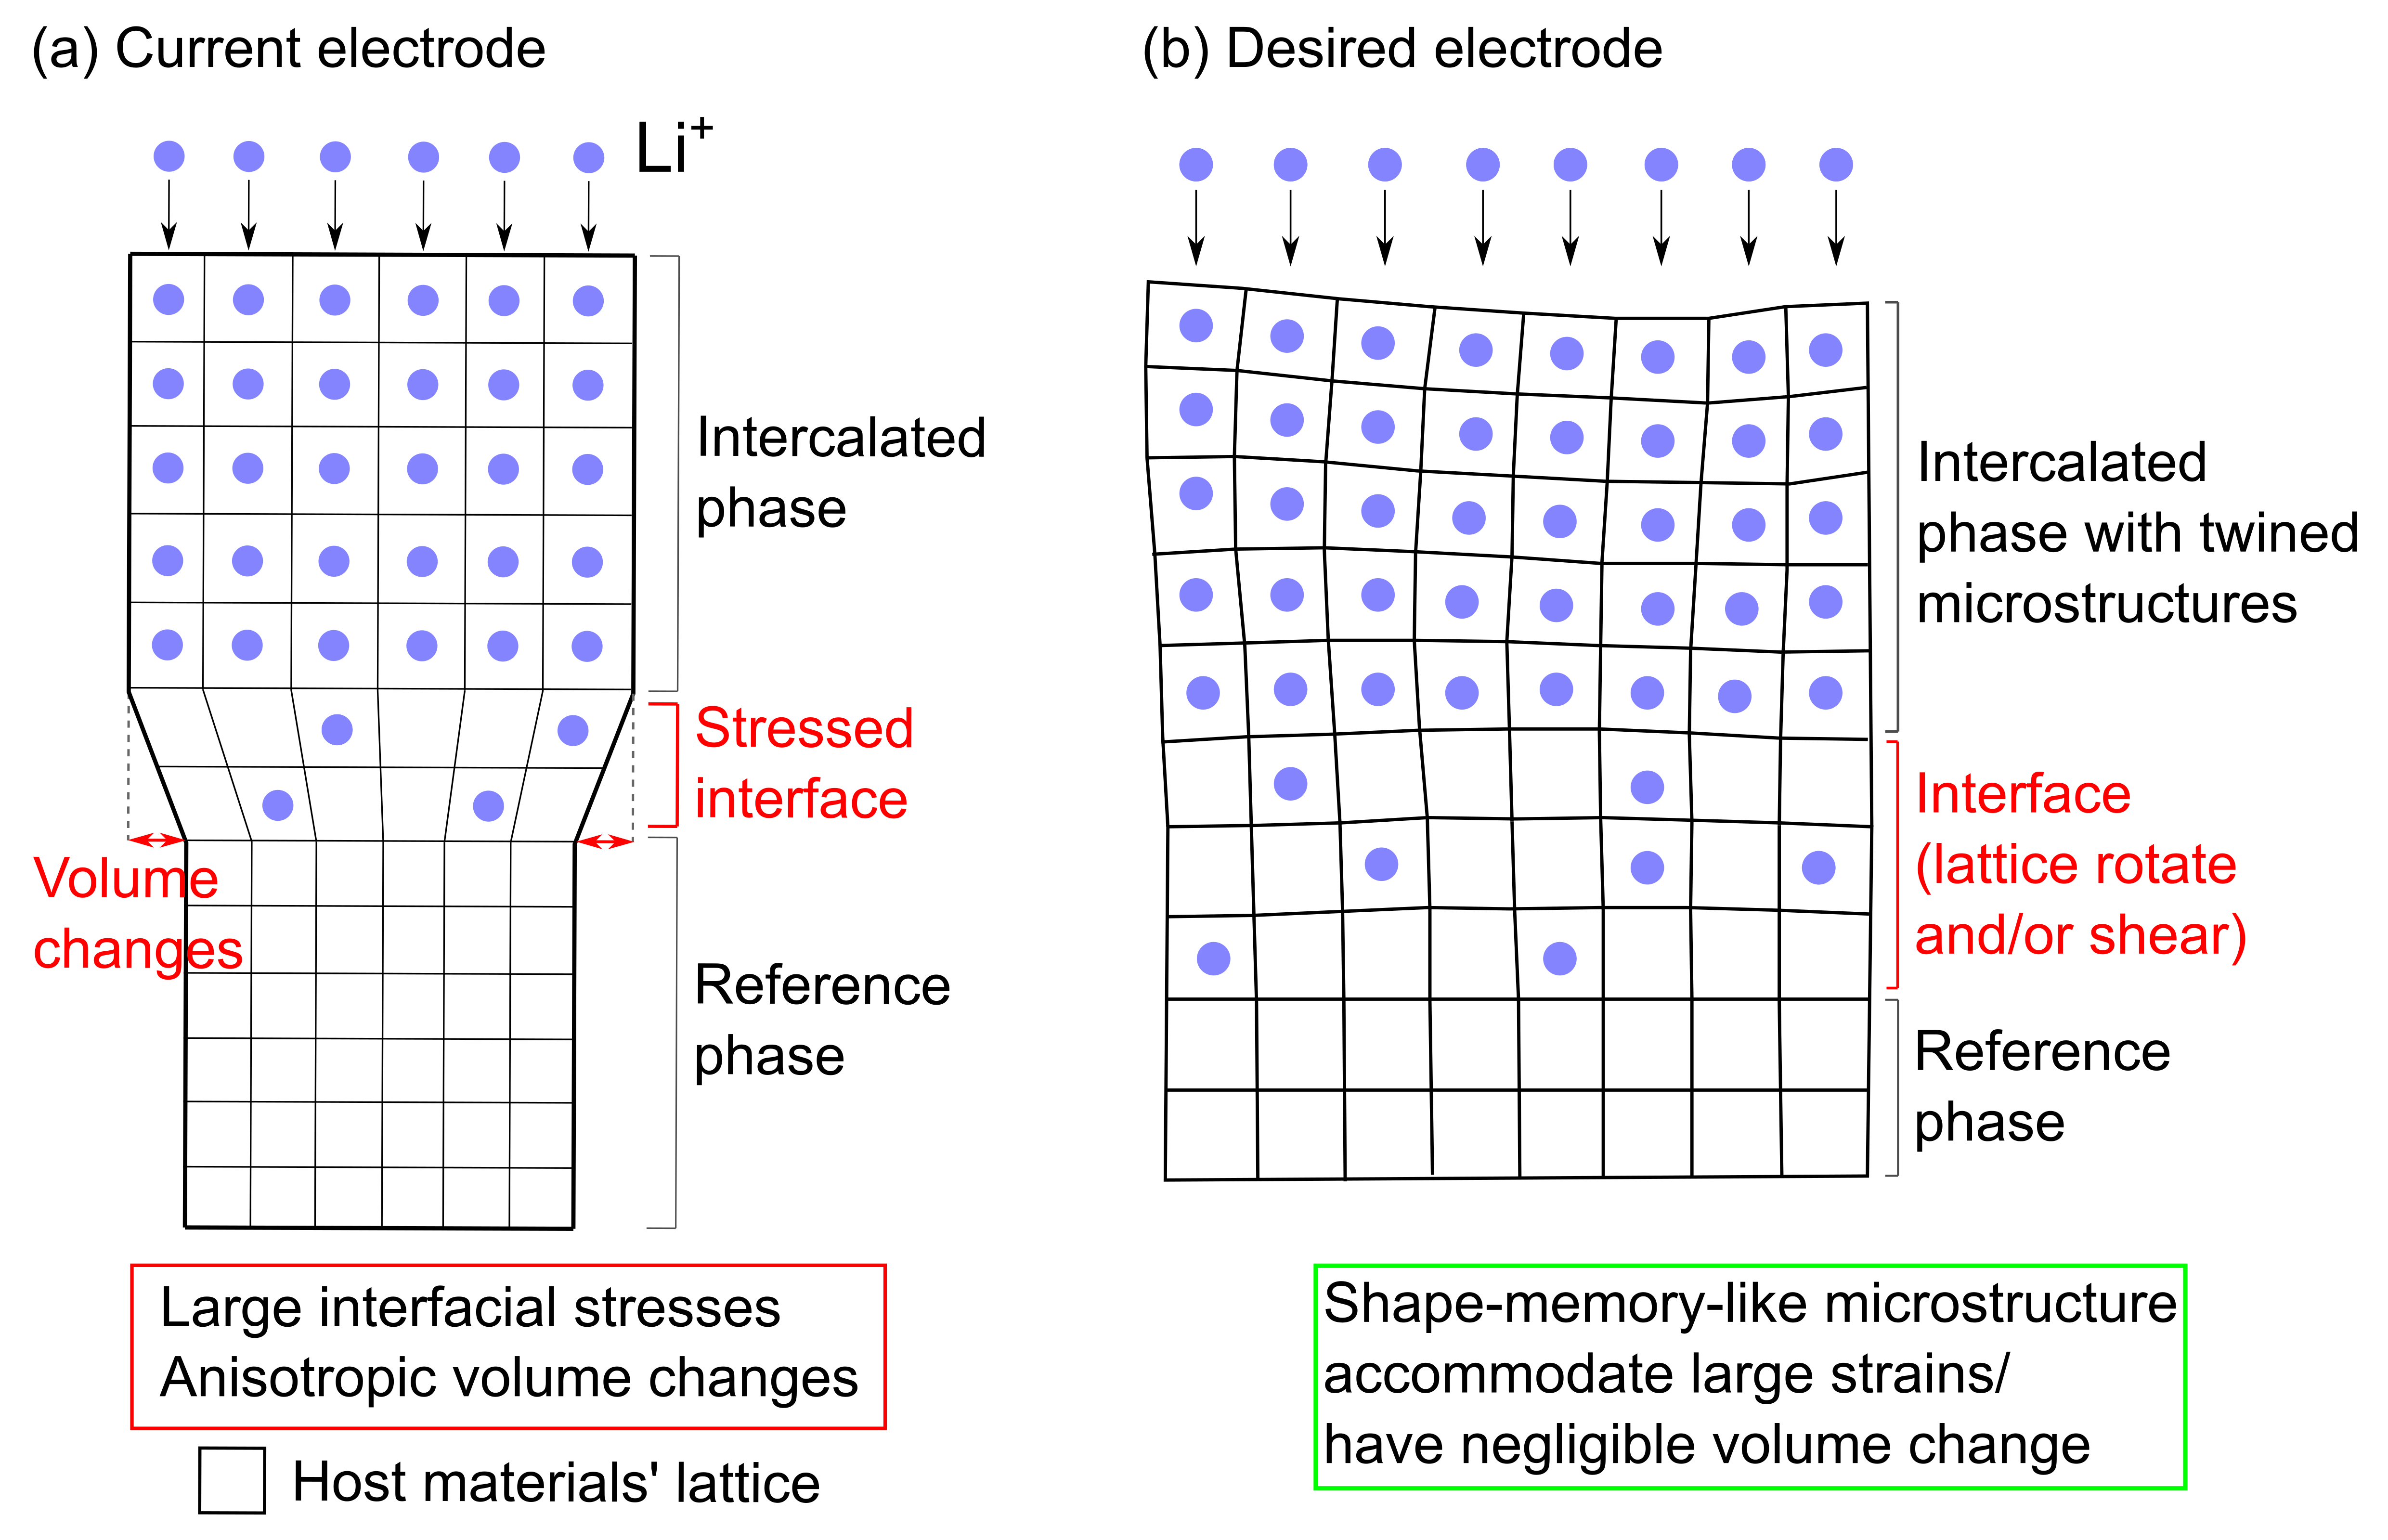 (a) Current electrode
Li+
Intercalated
phase
Stressed
interface
Volume
changes
Reference
phase
Large interfacial stresses
Anisotropic volume changes
Host materials' lattice
(b) Desired electrode
Intercalated
phase with twined
microstructures
Interface
(lattice rotate
and/or shear)
Reference
phase
Shape-memory-like microstructure
accommodate large strains/
have negligible volume change